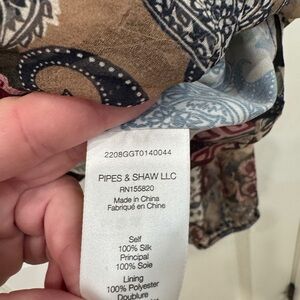 2208GGT0140044
PIPES & SHAW LLC
RN155820
Made in China
Fabriqué en Chine
Self
100% Silk
Principal
100% Soie
Lining
100% Polyester
Doublure